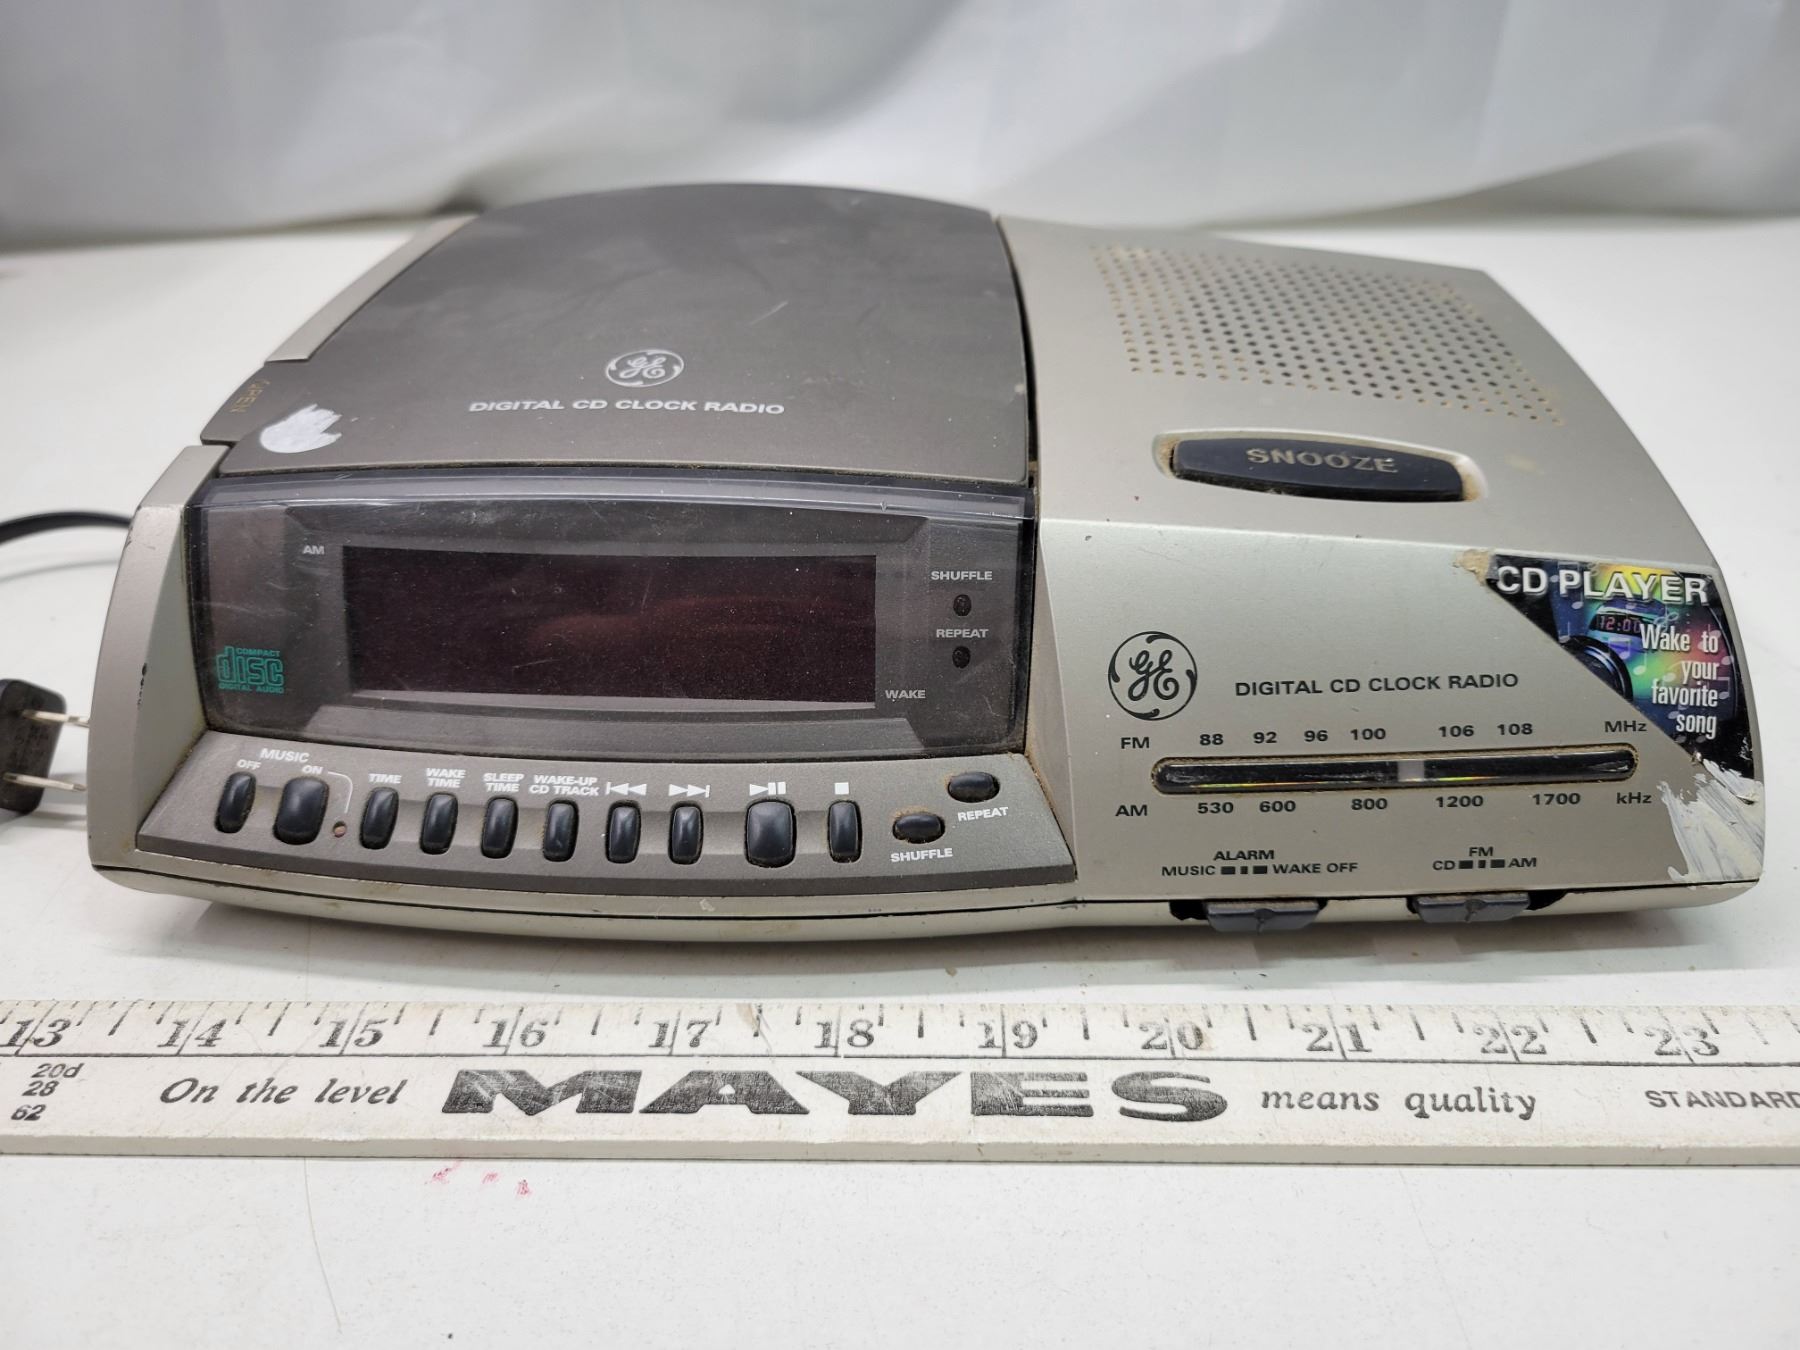 OPEN
GE
DIGITAL CD CLOCK RADIO
SNOOZE
AM
SHUFFLE
REPEAT
WAKE
COMPACT
disc
DIGITAL AUDIO
CD PLAYER
12:00
Wake to
your
favorite
song
GE
DIGITAL CD CLOCK RADIO
FM 88 92 96 100 106 108 MHz
AM 530 600 800 1200 1700 kHz
MUSIC
OFF ON
TIME
WAKE
TIME
SLEEP
TIME
WAKE-UP
CD TRACK
REPEAT
SHUFFLE
ALARM
MUSIC WAKE OFF
FM
CD AM
13 14 15 16 17 18 19 20 21 22 23
20d
28
62
On the level MAYES means quality STANDARD